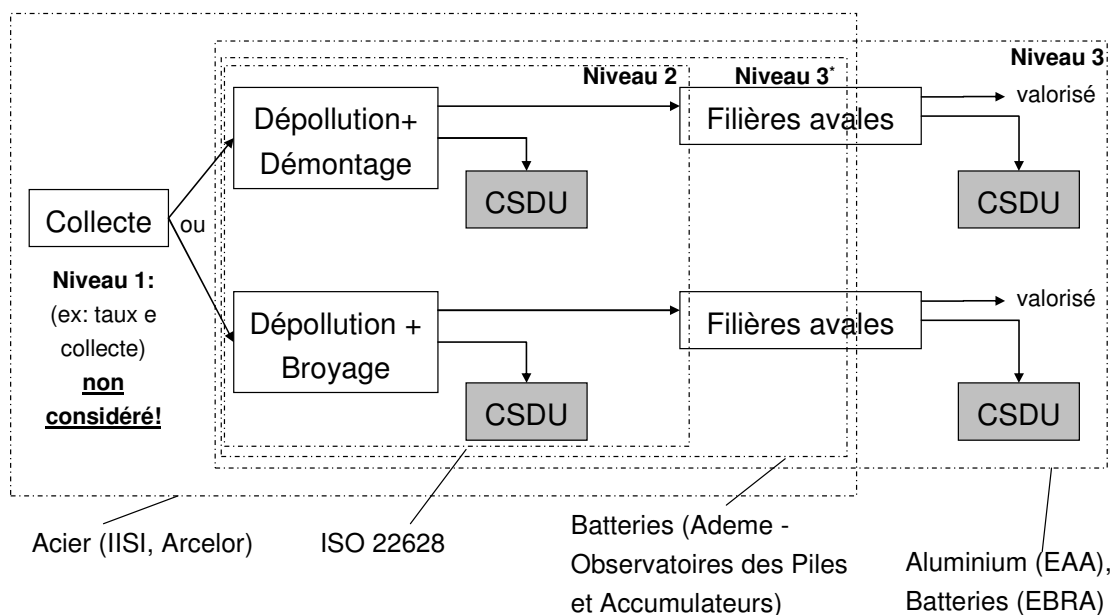 Niveau 3
Niveau 2
Niveau 3*
valorisé
Dépollution+
Démontage
Filières avales
CSDU
CSDU
Collecte
ou
Niveau 1:
(ex: taux e
collecte)
non
considéré!
Dépollution +
Broyage
Filières avales
valorisé
CSDU
CSDU
Acier (IISI, Arcelor)
ISO 22628
Batteries (Ademe -
Observatoires des Piles
et Accumulateurs)
Aluminium (EAA),
Batteries (EBRA)